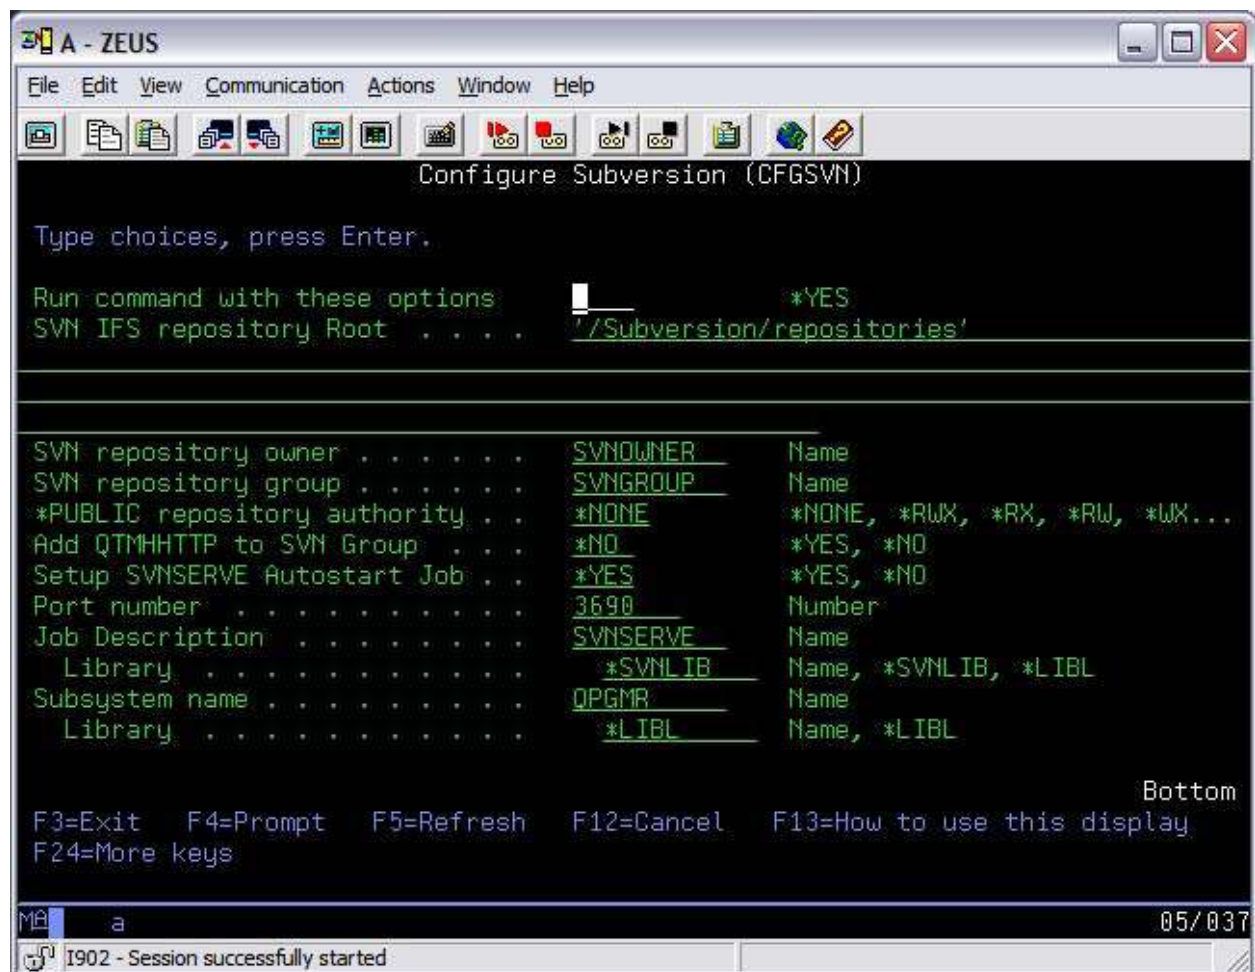 A - ZEUS
File Edit View Communication Actions Window Help
Configure Subversion (CFGSVN)
Type choices, press Enter.
Run command with these options *YES
SVN IFS repository Root . . . . '/Subversion/repositories'
SVN repository owner . . . . . . SVNOWNER Name
SVN repository group . . . . . . SVNGROUP Name
*PUBLIC repository authority . . *NONE *NONE, *RWX, *RX, *RW, *WX...
Add QTMHHTTP to SVN Group . . . *NO *YES, *NO
Setup SVNSERVE Autostart Job . . *YES *YES, *NO
Port number . . . . . . . . . . 3690 Number
Job Description . . . . . . . . SVNSERVE Name
Library . . . . . . . . . . . *SVNLIB Name, *SVNLIB, *LIBL
Subsystem name . . . . . . . . . QPGMR Name
Library . . . . . . . . . . . *LIBL Name, *LIBL
Bottom
F3=Exit F4=Prompt F5=Refresh F12=Cancel F13=How to use this display
F24=More keys
MA a 05/037
I902 - Session successfully started